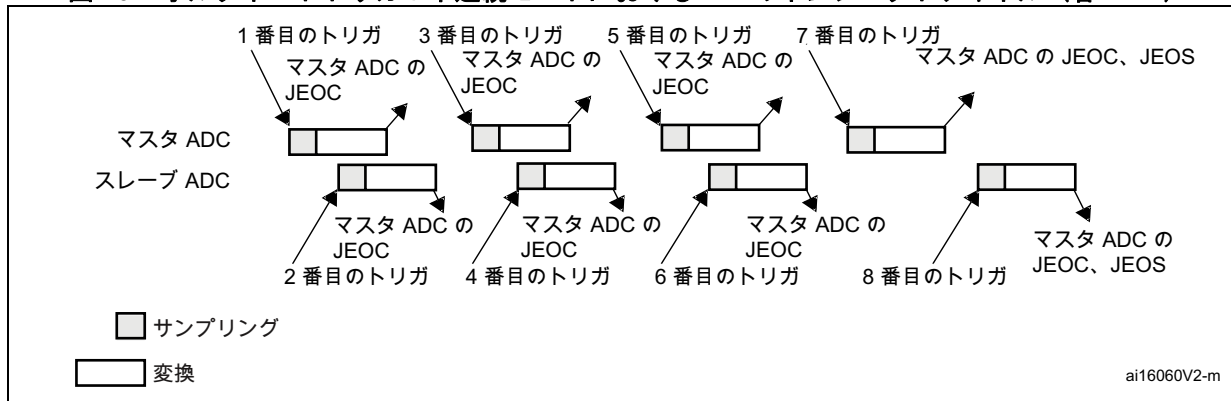 1 番目のトリガ
3 番目のトリガ
5 番目のトリガ
7 番目のトリガ
マスタ ADC の
JEOC
マスタ ADC の
JEOC
マスタ ADC の
JEOC
マスタ ADC の JEOC、JEOS
マスタ ADC
スレーブ ADC
マスタ ADC の
JEOC
マスタ ADC の
JEOC
マスタ ADC の
JEOC
マスタ ADC の
JEOC、JEOS
2 番目のトリガ
4 番目のトリガ
6 番目のトリガ
8 番目のトリガ
サンプリング
変換
ai16060V2-m